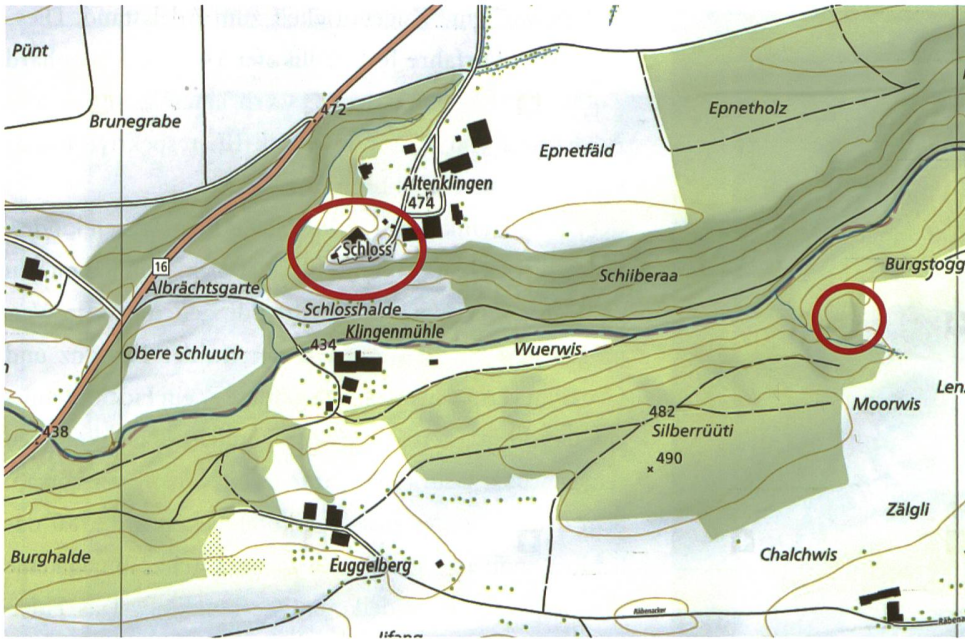 Pünt
Brunegrabe
472
Epnetholz
Epnetfäld
Altenklingen
474
Schloss
16
Schiiberaa
Burgstogg
Albrächtsgarte
Schlosshalde
Klingenmühle
434
Obere Schluuch
Wuerwis
Moorwis
482
Silberrüüti
438
490
Zälgli
Chalchwis
Burghalde
Euggelberg
Räbenacker